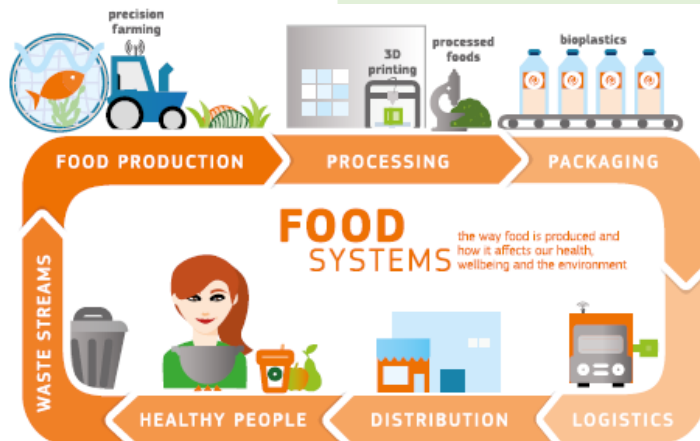 precision
farming
3D
printing
processed
foods
bioplastics
FOOD PRODUCTION
PROCESSING
PACKAGING
FOOD
SYSTEMS
the way food is produced and
how it affects our health,
wellbeing and the environment
WASTE STREAMS
HEALTHY PEOPLE
DISTRIBUTION
LOGISTICS